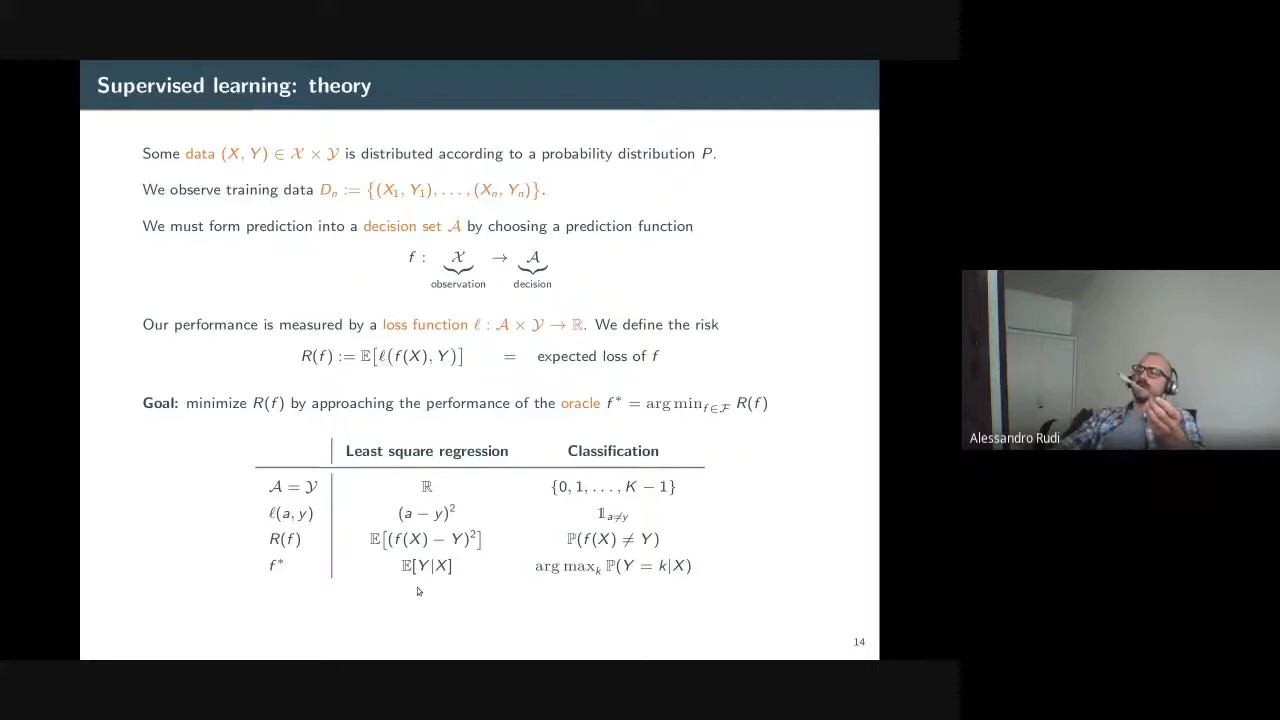 Supervised learning: theory
Some data (X, Y) ∈ 𝒳 × 𝒴 is distributed according to a probability distribution P.
We observe training data Dₙ := {(X₁, Y₁), . . . , (Xₙ, Yₙ)}.
We must form prediction into a decision set 𝒜 by choosing a prediction function
f : 𝒳 → 𝒜
observation decision
Our performance is measured by a loss function ℓ : 𝒜 × 𝒴 → ℝ. We define the risk
R(f) := 𝔼[ℓ(f(X), Y)] = expected loss of f
Goal: minimize R(f) by approaching the performance of the oracle f* = arg min_{f∈ℱ} R(f)
Least square regression Classification
𝒜 = 𝒴 ℝ {0, 1, . . . , K − 1}
ℓ(a, y) (a − y)² 𝟙_{a≠y}
R(f) 𝔼[(f(X) − Y)²] ℙ(f(X) ≠ Y)
f* 𝔼[Y|X] arg maxₖ ℙ(Y = k|X)
14
Alessandro Rudi